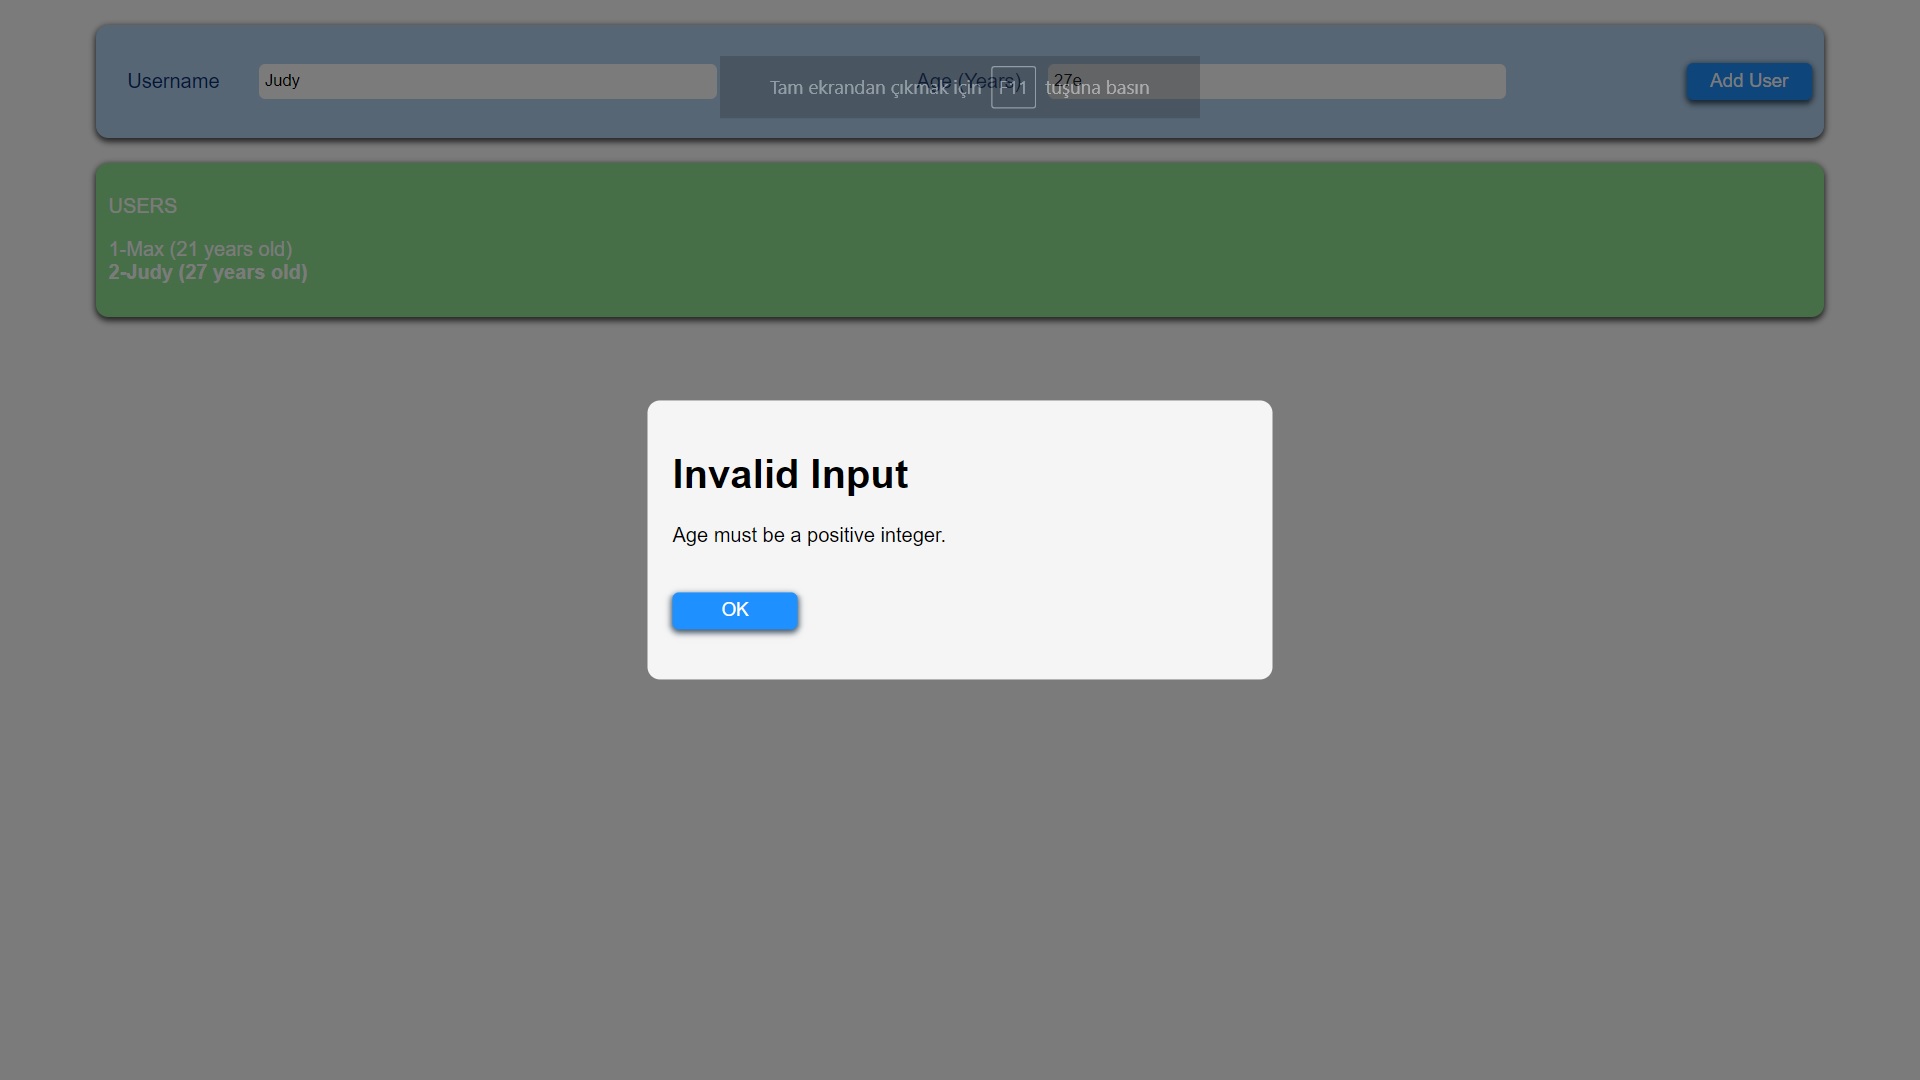 Username
Judy
Age (Years)
27e
Add User
Tam ekrandan çıkmak için F11 tuşuna basın
USERS
1-Max (21 years old)
2-Judy (27 years old)
Invalid Input
Age must be a positive integer.
OK